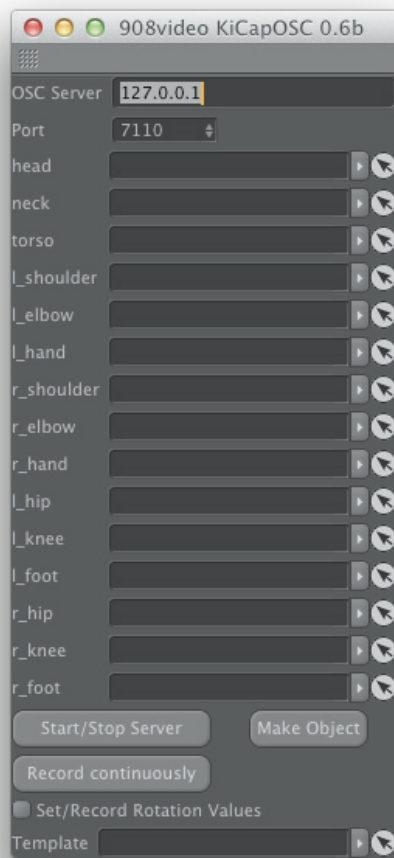 908video KiCapOSC 0.6b
OSC Server 127.0.0.1
Port 7110
head
neck
torso
l_shoulder
l_elbow
l_hand
r_shoulder
r_elbow
r_hand
l_hip
l_knee
l_foot
r_hip
r_knee
r_foot
Start/Stop Server Make Object
Record continuously
Set/Record Rotation Values
Template